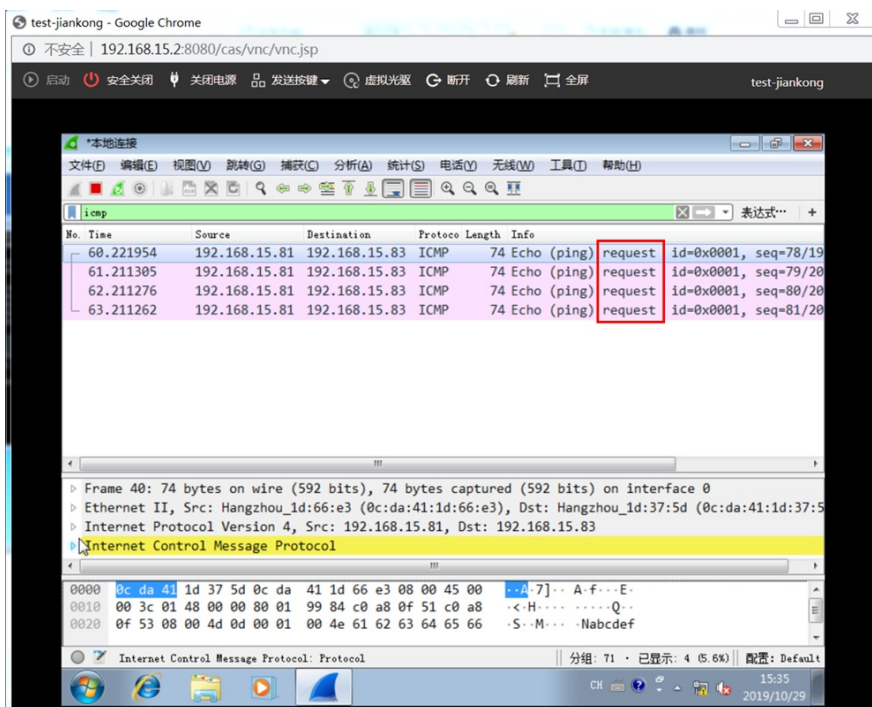 test-jiankong - Google Chrome
不安全 | 192.168.15.2:8080/cas/vnc/vnc.jsp
启动 安全关闭 关闭电源 发送按键 虚拟光驱 断开 刷新 全屏 test-jiankong
*本地连接
文件(F) 编辑(E) 视图(V) 跳转(G) 捕获(C) 分析(A) 统计(S) 电话(Y) 无线(W) 工具(T) 帮助(H)
icmp 表达式… +
No. Time Source Destination Protoco Length Info
60.221954 192.168.15.81 192.168.15.83 ICMP 74 Echo (ping) request id=0x0001, seq=78/19
61.211305 192.168.15.81 192.168.15.83 ICMP 74 Echo (ping) request id=0x0001, seq=79/20
62.211276 192.168.15.81 192.168.15.83 ICMP 74 Echo (ping) request id=0x0001, seq=80/20
63.211262 192.168.15.81 192.168.15.83 ICMP 74 Echo (ping) request id=0x0001, seq=81/20
Frame 40: 74 bytes on wire (592 bits), 74 bytes captured (592 bits) on interface 0
Ethernet II, Src: Hangzhou_1d:66:e3 (0c:da:41:1d:66:e3), Dst: Hangzhou_1d:37:5d (0c:da:41:1d:37:5
Internet Protocol Version 4, Src: 192.168.15.81, Dst: 192.168.15.83
Internet Control Message Protocol
0000 0c da 41 1d 37 5d 0c da 41 1d 66 e3 08 00 45 00 ··A·7]·· A·f···E·
0010 00 3c 01 48 00 00 80 01 99 84 c0 a8 0f 51 c0 a8 ·<·H···· ·····Q··
0020 0f 53 08 00 4d 0d 00 01 00 4e 61 62 63 64 65 66 ·S··M··· ·Nabcdef
Internet Control Message Protocol: Protocol 分组: 71 · 已显示: 4 (5.6%) 配置: Default
CH 15:35
2019/10/29